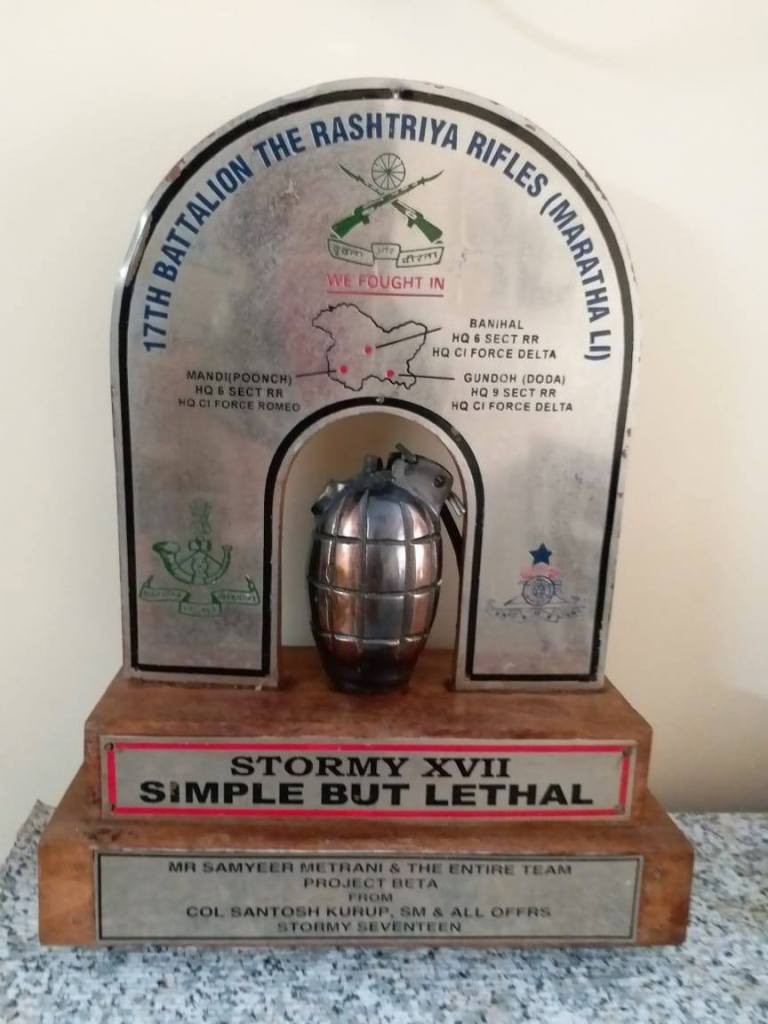 17TH BATTALION THE RASHTRIYA RIFLES (MARATHA LI)
WE FOUGHT IN
BANIHAL
HQ 6 SECT RR
HQ CI FORCE DELTA
MANDI(POONCH)
HQ 6 SECT RR
HQ CI FORCE ROMEO
GUNDOH (DODA)
HQ 9 SECT RR
HQ CI FORCE DELTA
STORMY XVII
SIMPLE BUT LETHAL
MR SAMYEER METRANI & THE ENTIRE TEAM
PROJECT BETA
FROM
COL SANTOSH KURUP, SM & ALL OFFRS
STORMY SEVENTEEN